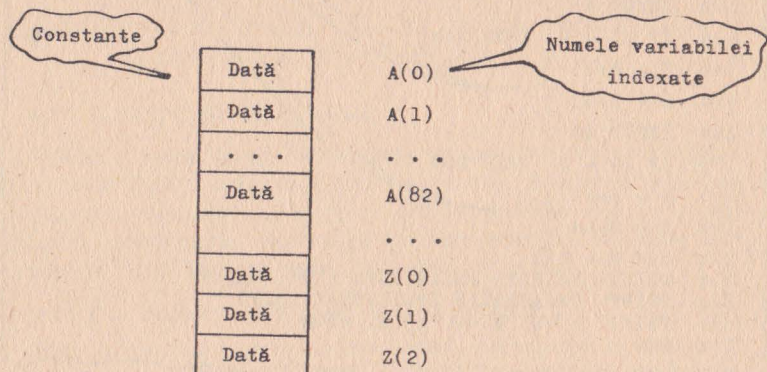 Constante
Numele variabilei
indexate
Dată A(0)
Dată A(1)
. . . . . .
Dată A(82)
. . .
Dată Z(0)
Dată Z(1)
Dată Z(2)